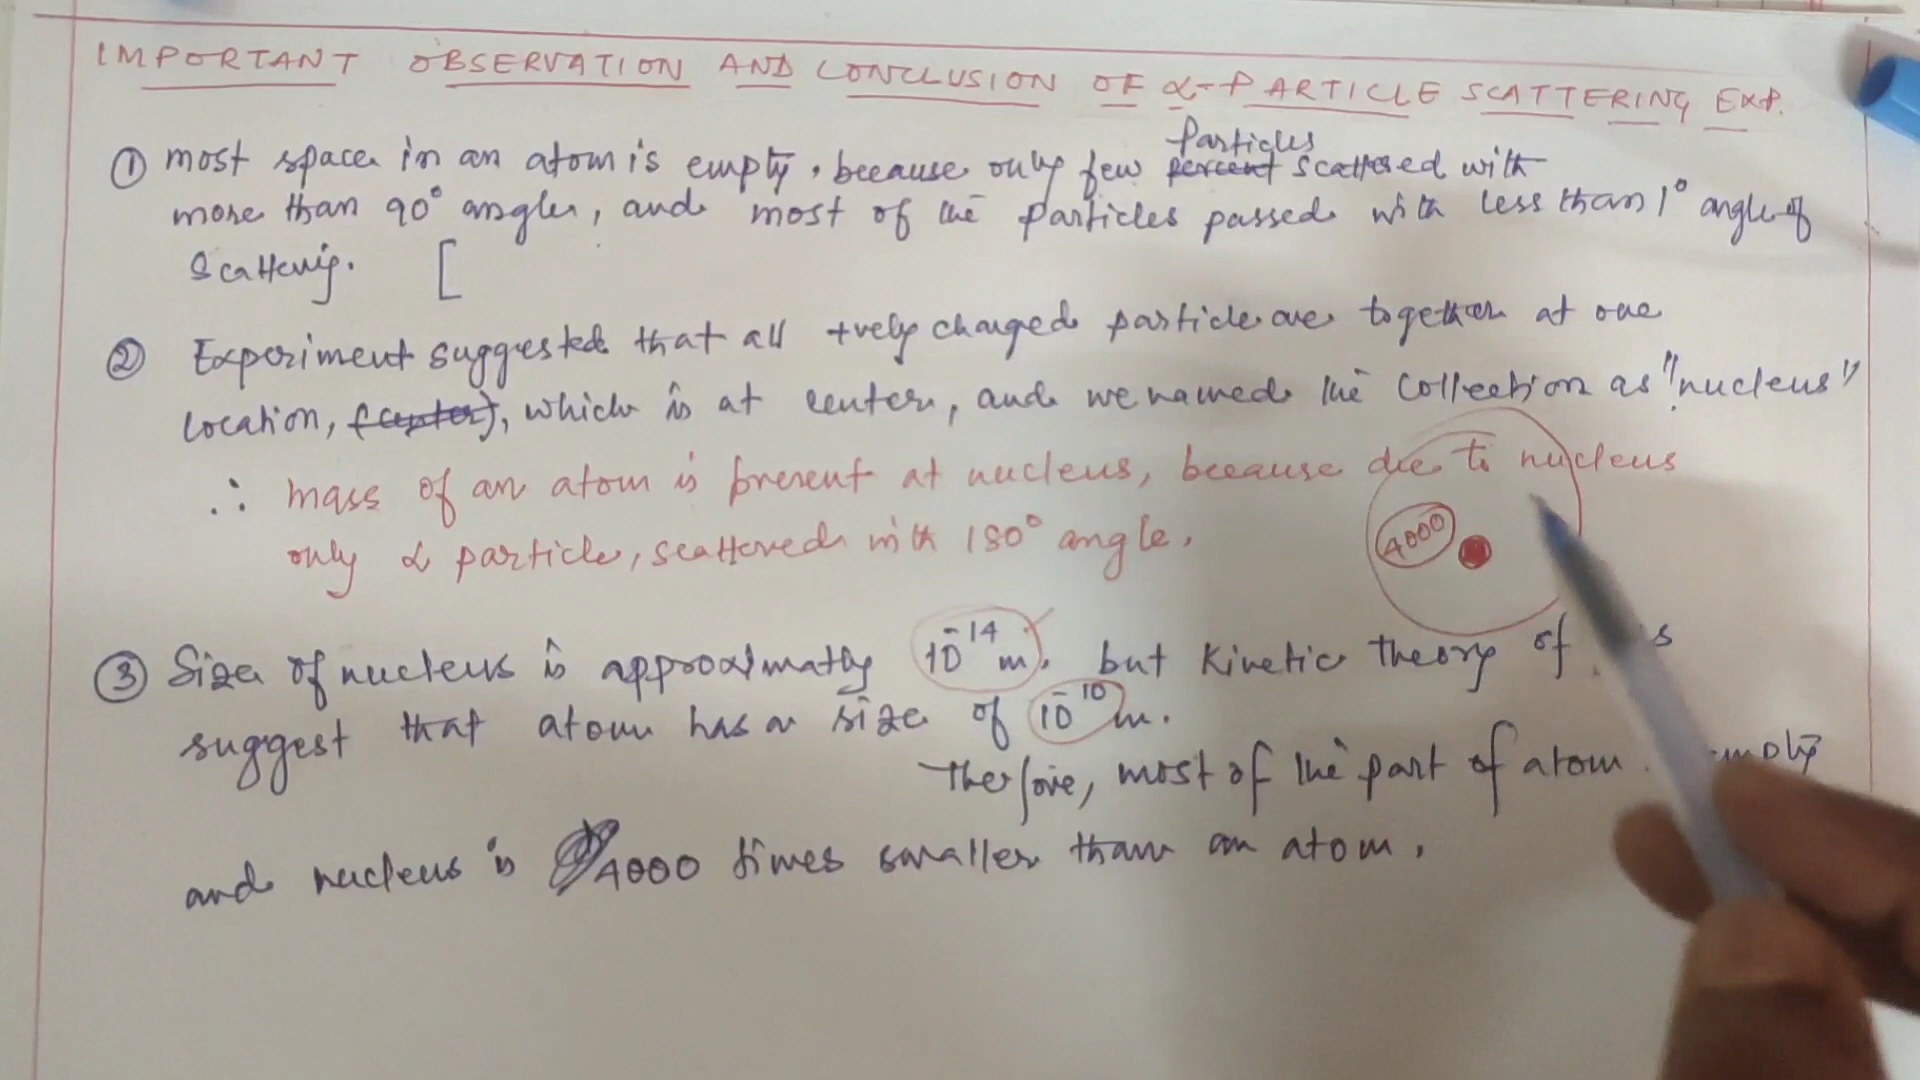 IMPORTANT OBSERVATION AND CONCLUSION OF α-PARTICLE SCATTERING EXP.
① most space in an atom is empty, because only few percent particles scattered with
more than 90° angle, and most of the particles passed with less than 1° angle of
scattering. [
② Experiment suggested that all +vely charged particle are together at one
location, (center), which is at center, and we named the collection as "nucleus"
∴ mass of an atom is present at nucleus, because due to nucleus
only α particle, scattered with 180° angle.
4000
③ Size of nucleus is approximatly 10⁻¹⁴ m. but Kinetic theory of
suggest that atom has a size of 10⁻¹⁰ m.
Therfore, most of the part of atom
and nucleus is 4000 times smaller than an atom.